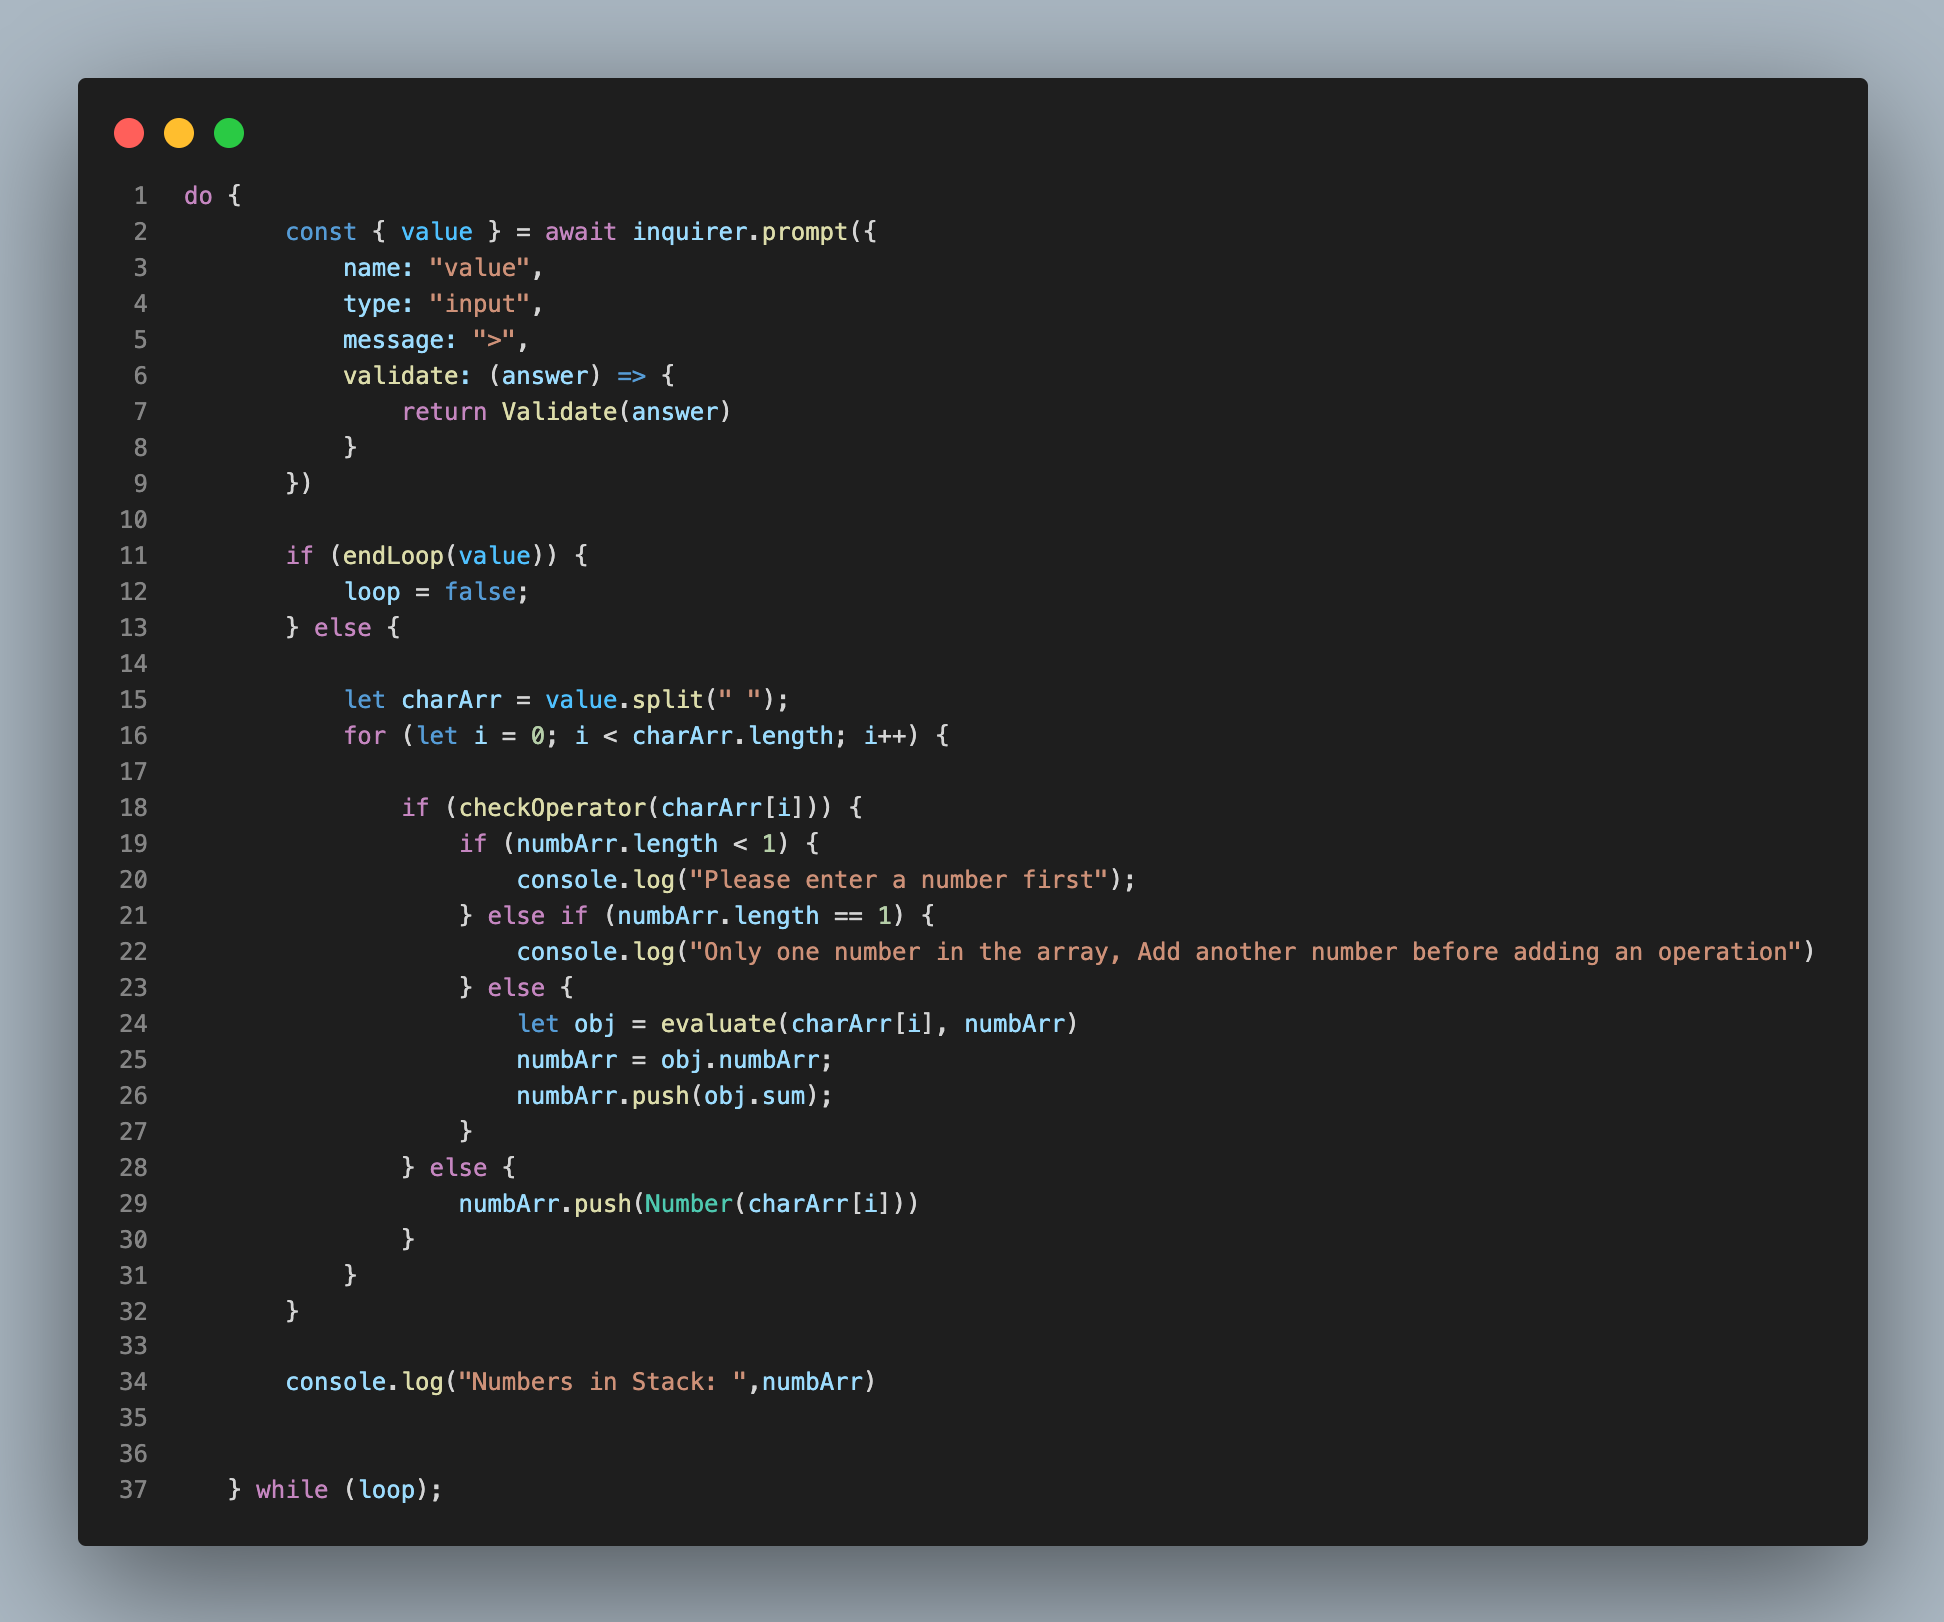 1 do {
2 const { value } = await inquirer.prompt({
3 name: "value",
4 type: "input",
5 message: ">",
6 validate: (answer) => {
7 return Validate(answer)
8 }
9 })
10
11 if (endLoop(value)) {
12 loop = false;
13 } else {
14
15 let charArr = value.split(" ");
16 for (let i = 0; i < charArr.length; i++) {
17
18 if (checkOperator(charArr[i])) {
19 if (numbArr.length < 1) {
20 console.log("Please enter a number first");
21 } else if (numbArr.length == 1) {
22 console.log("Only one number in the array, Add another number before adding an operation")
23 } else {
24 let obj = evaluate(charArr[i], numbArr)
25 numbArr = obj.numbArr;
26 numbArr.push(obj.sum);
27 }
28 } else {
29 numbArr.push(Number(charArr[i]))
30 }
31 }
32 }
33
34 console.log("Numbers in Stack: ",numbArr)
35
36
37 } while (loop);